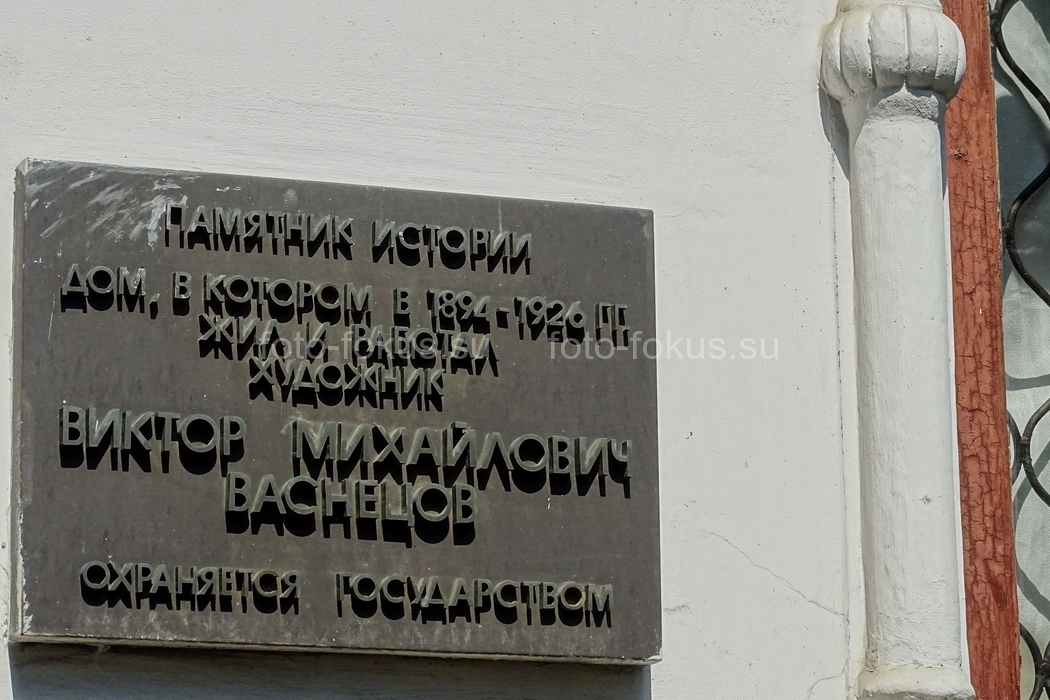 ПАМЯТНИК ИСТОРИИ
ДОМ, В КОТОРОМ В 1894-1926 ГГ.
ЖИЛ И РАБОТАЛ
ХУДОЖНИК
ВИКТОР МИХАЙЛОВИЧ
ВАСНЕЦОВ
ОХРАНЯЕТСЯ ГОСУДАРСТВОМ
foto-fokus.su foto-fokus.su